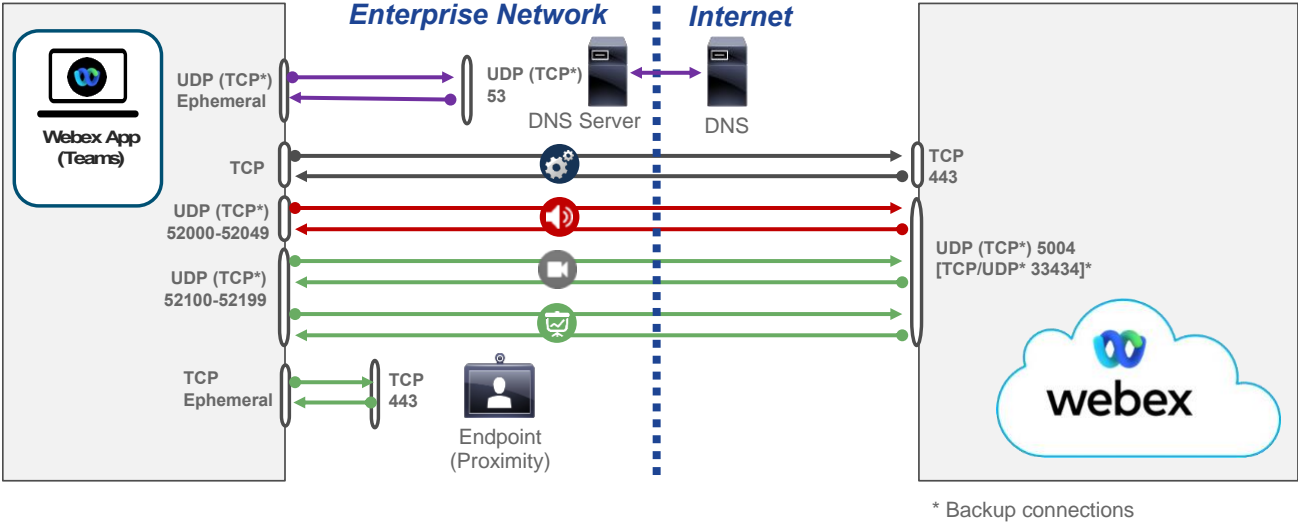 Enterprise Network
Internet
Webex App
(Teams)
UDP (TCP*)
Ephemeral
UDP (TCP*)
53
DNS Server
DNS
TCP
TCP
443
UDP (TCP*)
52000-52049
UDP (TCP*)
52100-52199
UDP (TCP*) 5004
[TCP/UDP* 33434]*
TCP
Ephemeral
TCP
443
Endpoint
(Proximity)
webex
* Backup connections